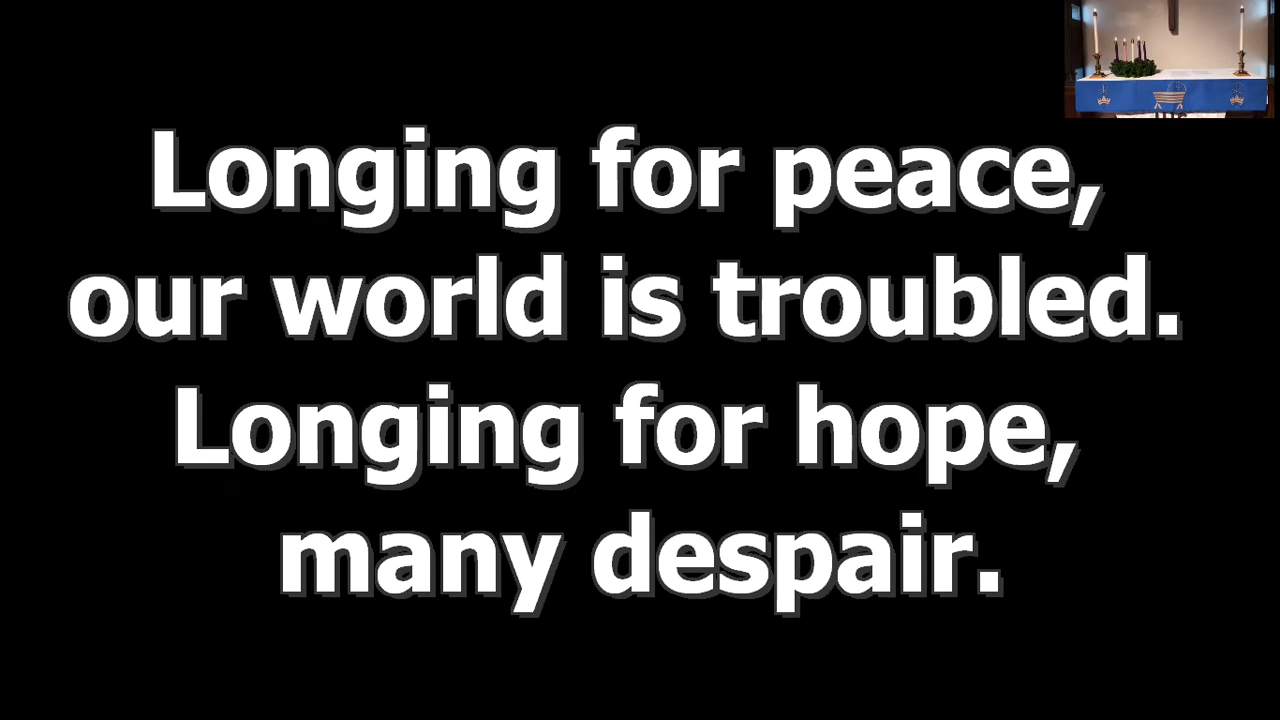 Longing for peace,
our world is troubled.
Longing for hope,
many despair.